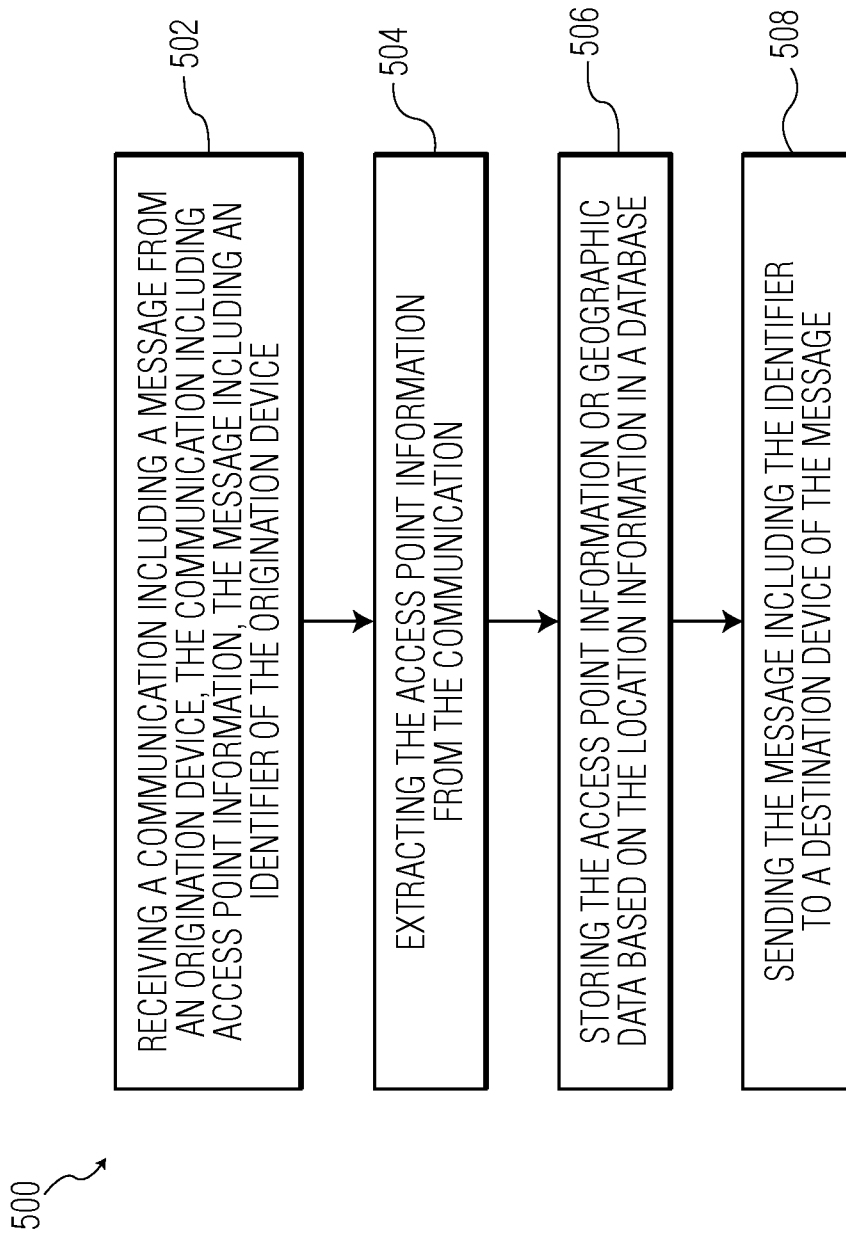 500
RECEIVING A COMMUNICATION INCLUDING A MESSAGE FROM
AN ORIGINATION DEVICE, THE COMMUNICATION INCLUDING
ACCESS POINT INFORMATION, THE MESSAGE INCLUDING AN
IDENTIFIER OF THE ORIGINATION DEVICE
502
EXTRACTING THE ACCESS POINT INFORMATION
FROM THE COMMUNICATION
504
STORING THE ACCESS POINT INFORMATION OR GEOGRAPHIC
DATA BASED ON THE LOCATION INFORMATION IN A DATABASE
506
SENDING THE MESSAGE INCLUDING THE IDENTIFIER
TO A DESTINATION DEVICE OF THE MESSAGE
508